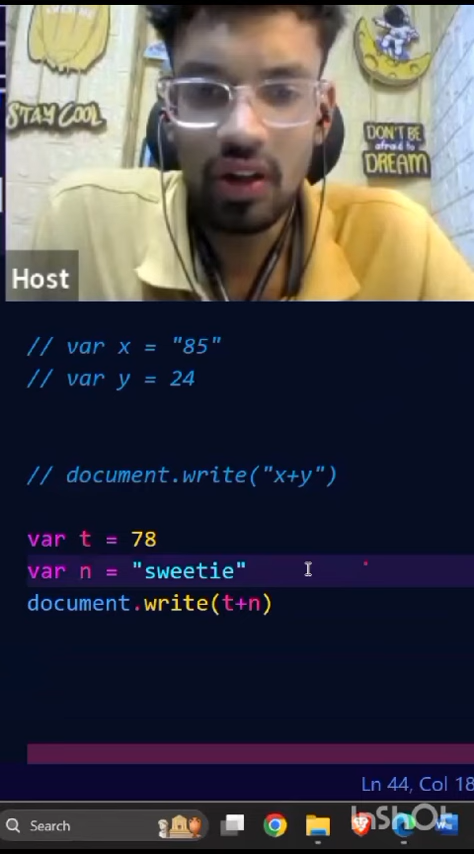 STAY COOL
DON'T BE
afraid to
DREAM
Host
// var x = "85"
// var y = 24
// document.write("x+y")
var t = 78
var n = "sweetie"
document.write(t+n)
Ln 44, Col 18
Search
InShOt